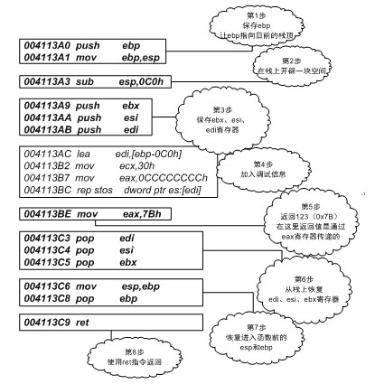 第1步
保存ebp
让ebp指向目前的栈顶
004113A0 push ebp
004113A1 mov ebp,esp
第2步
在栈上开辟一块空间
004113A3 sub esp,0C0h
004113A9 push ebx
004113AA push esi
004113AB push edi
第3步
保存ebx、esi、
edi寄存器
004113AC lea edi,[ebp-0C0h]
004113B2 mov ecx,30h
004113B7 mov eax,0CCCCCCCCh
004113BC rep stos dword ptr es:[edi]
第4步
加入调试信息
004113BE mov eax,7Bh
第5步
返回123（0x7B）
在这里返回值是通过
eax寄存器传递的
004113C3 pop edi
004113C4 pop esi
004113C5 pop ebx
第6步
从栈上恢复
edi、esi、ebx寄存器
004113C6 mov esp,ebp
004113C8 pop ebp
第7步
恢复进入函数前的
esp和ebp
004113C9 ret
第8步
使用ret指令返回